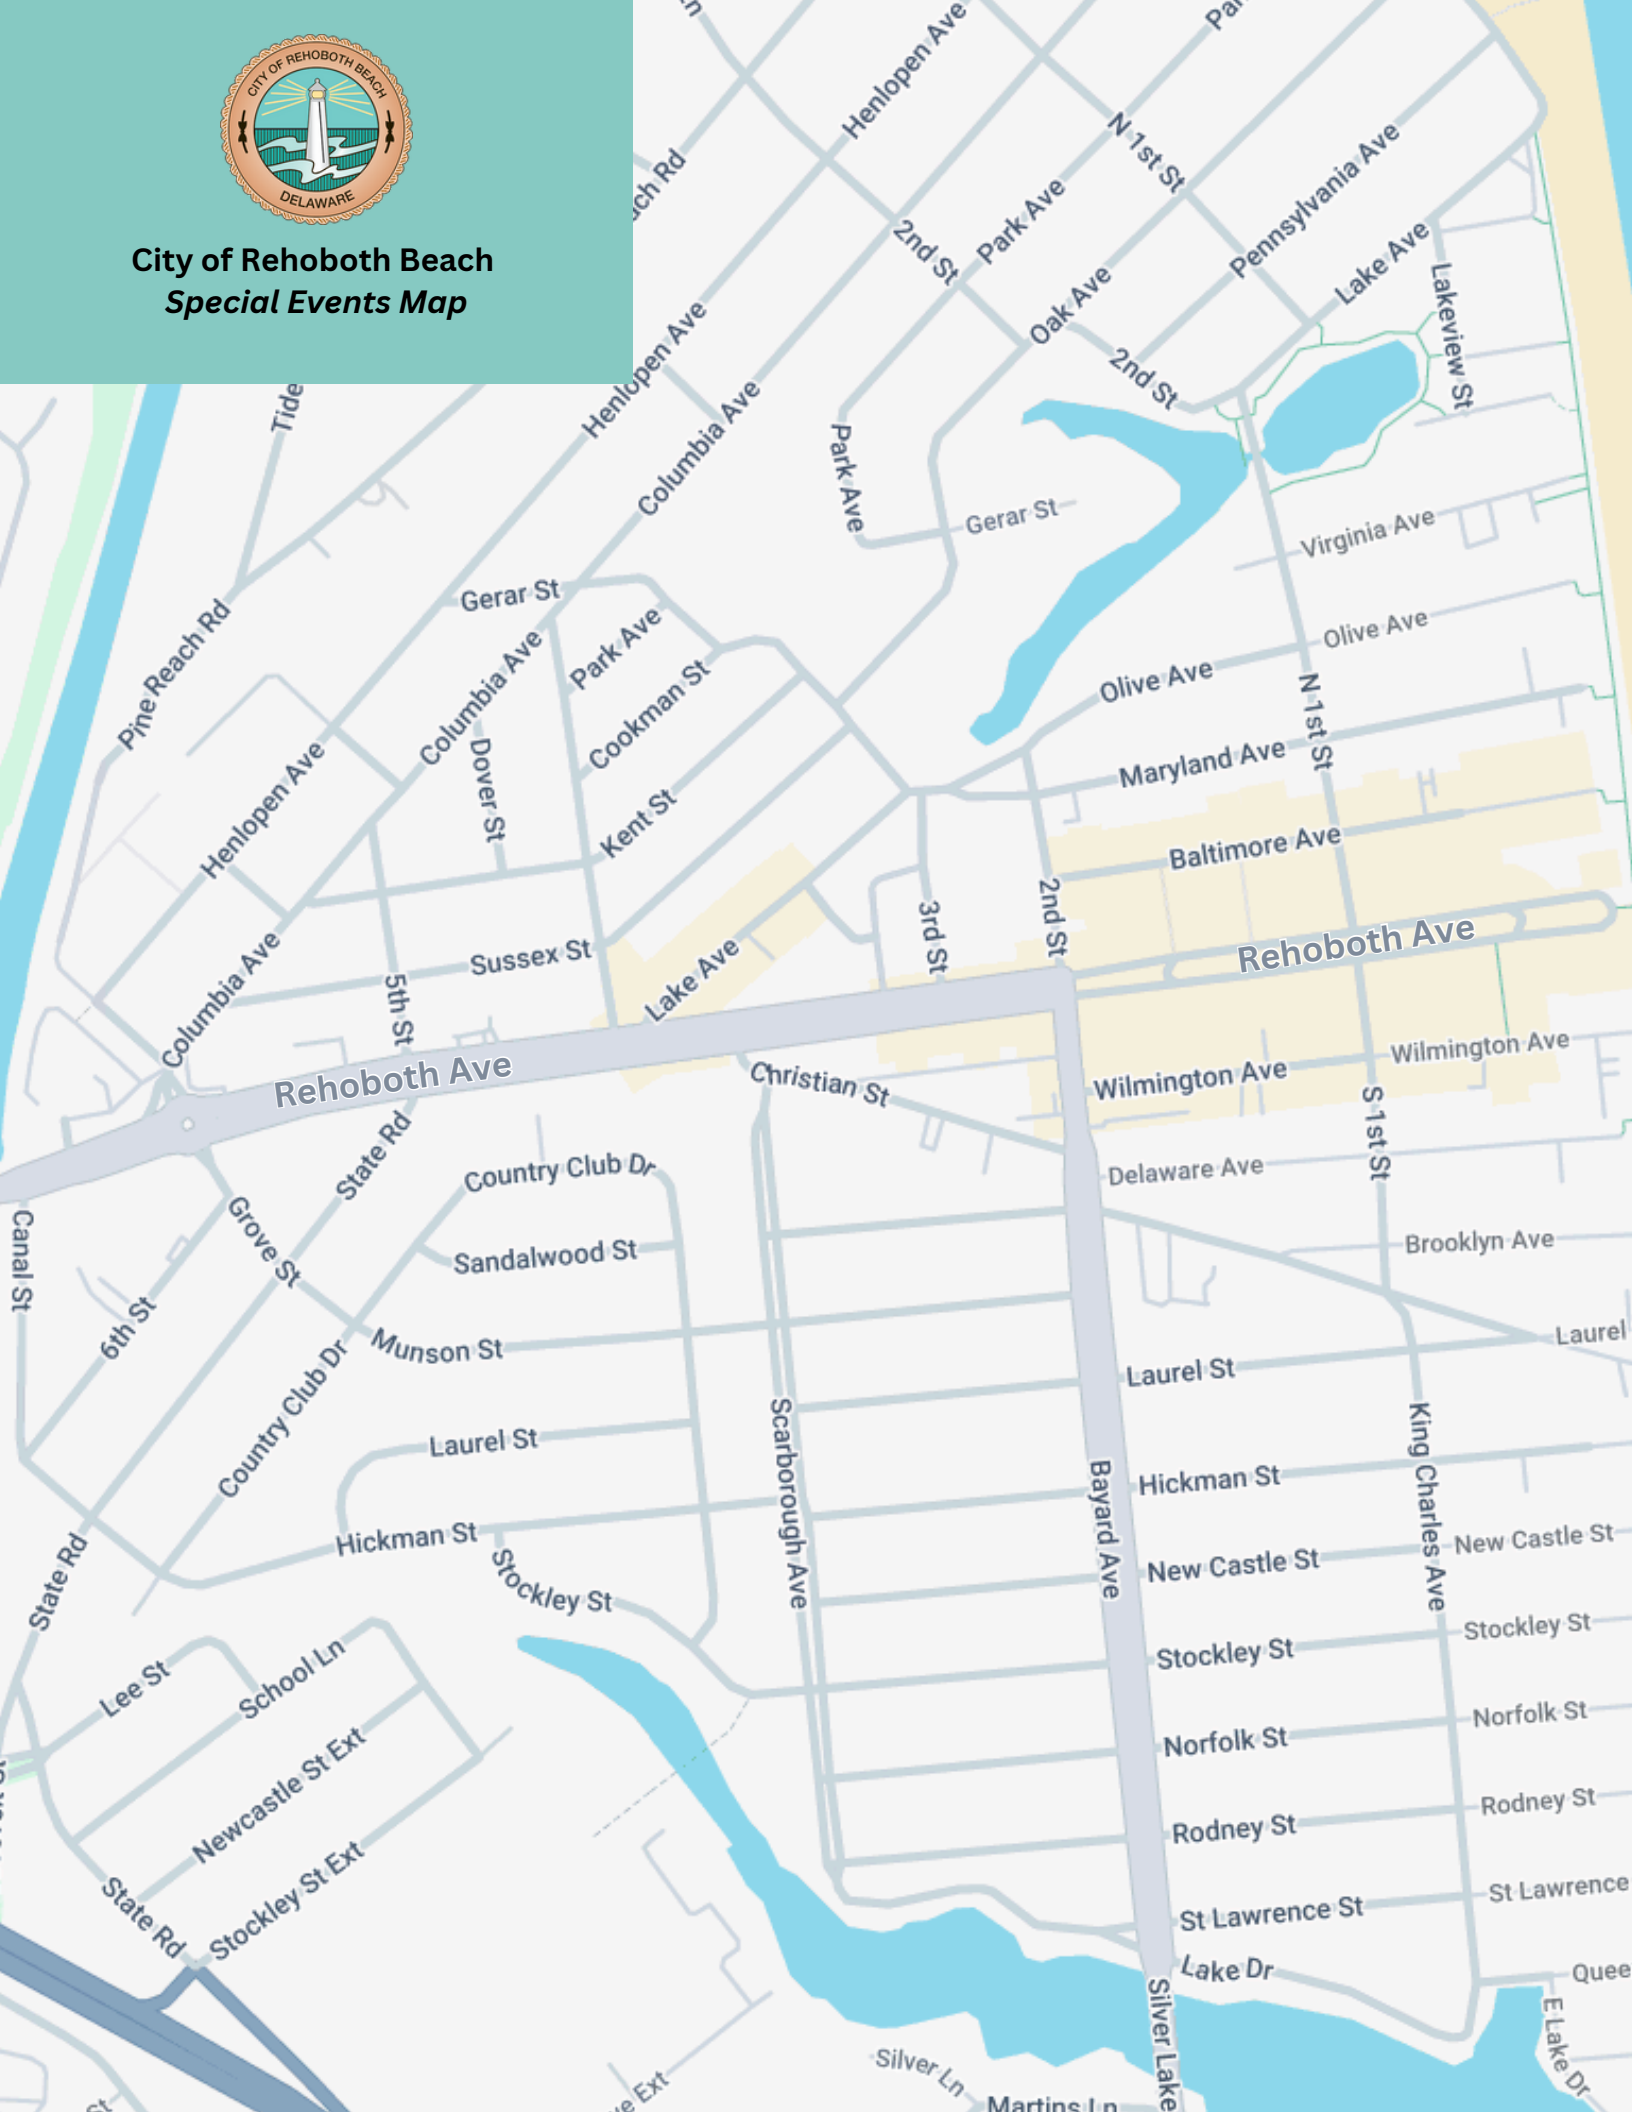 CITY OF REHOBOTH BEACH
DELAWARE
City of Rehoboth Beach
Special Events Map
Henlopen Ave
N 1st St
Pennsylvania Ave
Park Ave
2nd St
Lake Ave
Oak Ave
Lakeview St
2nd St
Tide
Henlopen Ave
Columbia Ave
Park Ave
Gerar St
Virginia Ave
Gerar St
Olive Ave
Pine Reach Rd
Park Ave
Columbia Ave
Cookman St
Olive Ave
N 1st St
Dover St
Maryland Ave
Henlopen Ave
Kent St
Baltimore Ave
2nd St
3rd St
Rehoboth Ave
Sussex St
Lake Ave
Columbia Ave
5th St
Rehoboth Ave
Christian St
Wilmington Ave
Wilmington Ave
S 1st St
State Rd
Country Club Dr
Delaware Ave
Canal St
Grove St
Sandalwood St
Brooklyn Ave
6th St
Munson St
Laurel
Laurel St
Country Club Dr
Scarborough Ave
Laurel St
King Charles Ave
Bayard Ave
Hickman St
Hickman St
New Castle St
New Castle St
State Rd
Stockley St
Stockley St
Stockley St
Lee St
School Ln
Norfolk St
Norfolk St
Newcastle St Ext
Rodney St
Rodney St
State Rd
Stockley St Ext
St Lawrence St
St Lawrence
Lake Dr
Quee
Silver Lake
E Lake Dr
Silver Ln
Martins Ln